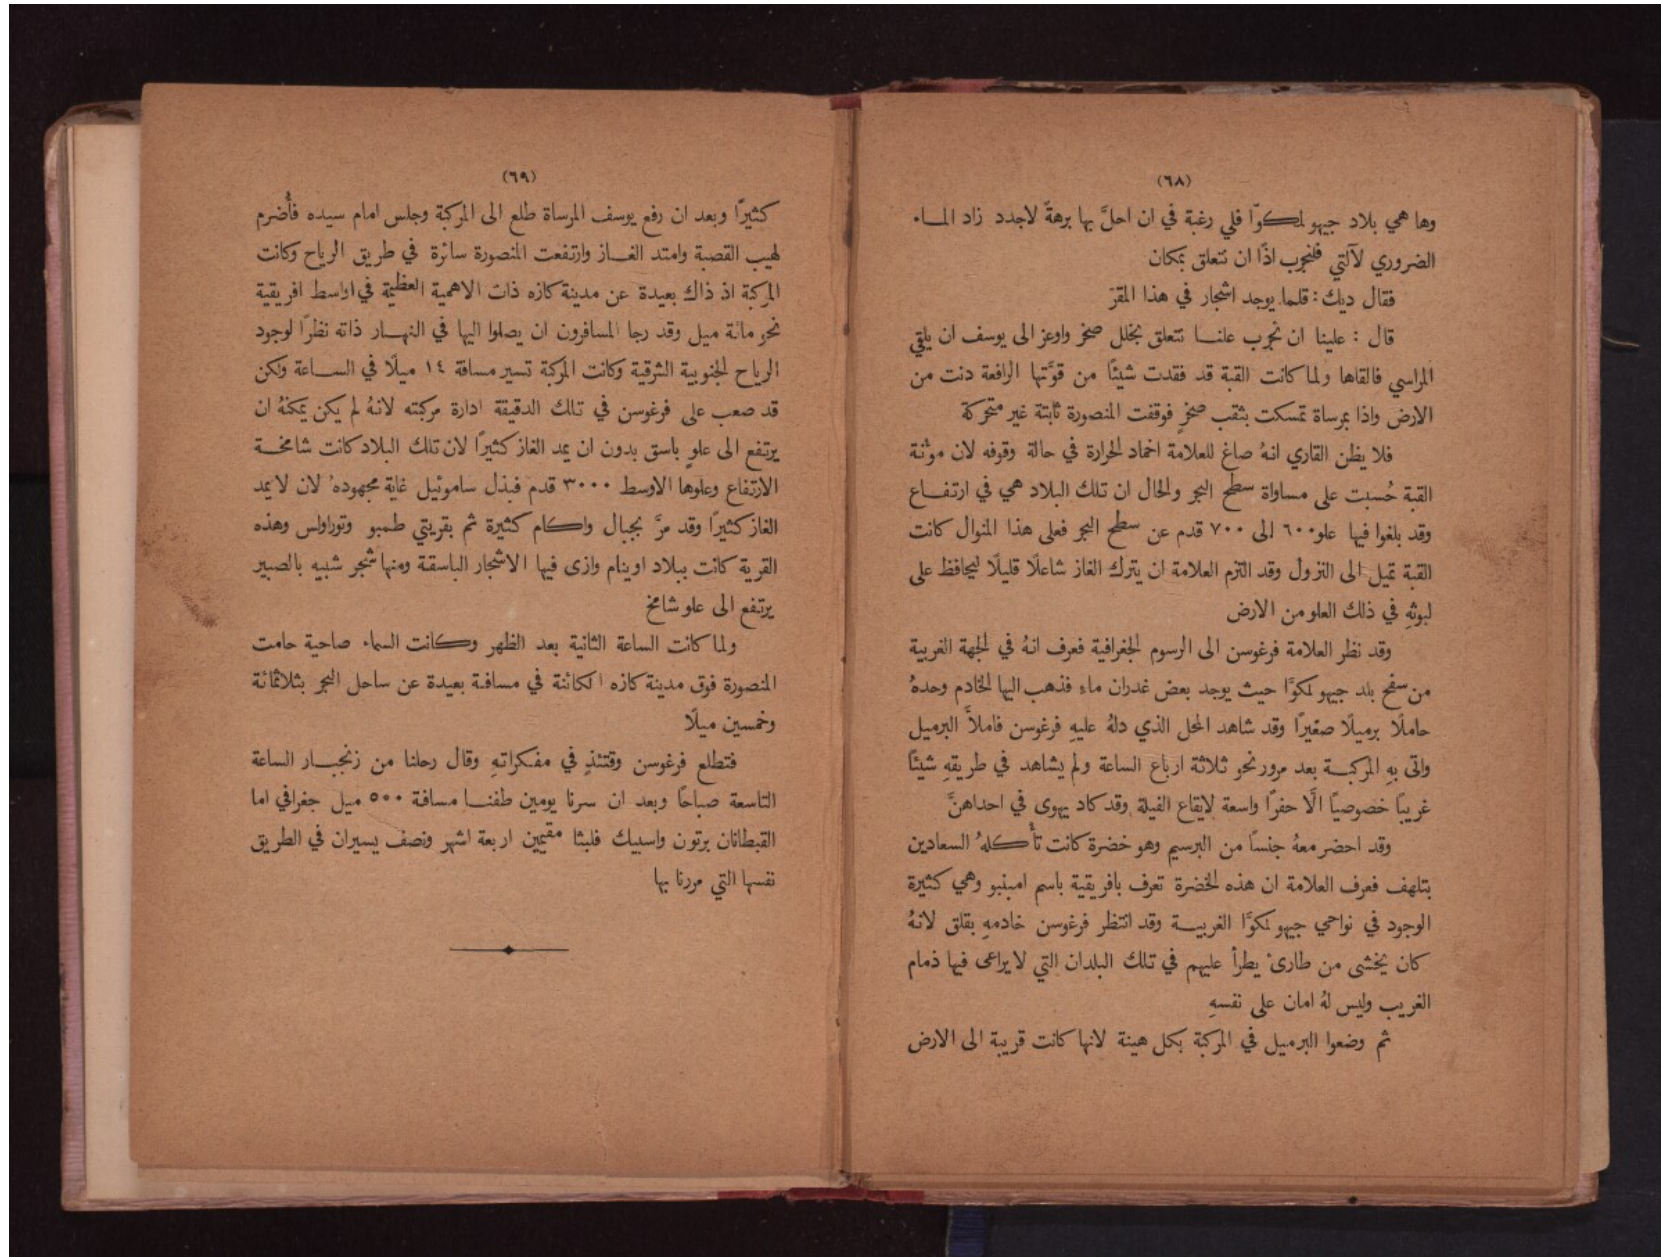 (٦٨)
وها هي بلاد جيهو لمكوّا فلي رغبة في ان احلَّ بها برهةً لاجدد زاد الماء
الضروري لآلتي فلنجرب اذًا ان نتعلق بمكان
فقال ديك : قلما يوجد اشجار في هذا المقرّ
قال : علينا ان نجرب علنا نتعلق بخلل صخر واوعز الى يوسف ان يلقي
المراسي فالقاها ولما كانت القبة قد فقدت شيئًا من قوَّتها الرافعة دنت من
الارض واذا بمرساة تمسكت بثقب صخرٍ فوقفت المنصورة ثابتة غير متحركة
فلا يظن القاري انهُ صاغ للعلامة اخماد الحرارة في حالة وقوفه لان موّنة
القبة حُسبت على مساواة سطح البحر والحال ان تلك البلاد هي في ارتفاع
وقد بلغوا فيها علو ٦٠٠ الى ٧٠٠ قدم عن سطح البحر فعلى هذا المنوال كانت
القبة تميل الى النزول وقد التزم العلامة ان يترك الغاز شاعلًا قليلًا ليحافظ على
لبوثهِ في ذلك العلو من الارض
وقد نظر العلامة فرغوسن الى الرسوم الجغرافية فعرف انهُ في الجهة الغربية
من سفح بلد جيهو لمكوَّا حيث يوجد بعض غدران ماء فذهب اليها الخادم وحدهُ
حاملًا برميلًا صغيرًا وقد شاهد المحل الذي دلهُ عليهِ فرغوسن فاملأَ البرميل
واتى بهِ المركبة بعد مرور نحو ثلاثة ارباع الساعة ولم يشاهد في طريقهِ شيئًا
غريبًا خصوصيًا الَّا حفرًا واسعة لايقاع الفيلة وقد كاد يهوى في احداهنَّ
وقد احضر معهُ جنسًا من البرسيم وهو خضرة كانت تأكلهُ السعادين
بتلهف فعرف العلامة ان هذه الخضرة تعرف بافريقية باسم امبنبو وهي كثيرة
الوجود في نواحي جيهو لمكوَّا الغربية وقد انتظر فرغوسن خادمهِ بقلق لانهُ
كان يخشى من طارئ يطرأ عليهم في تلك البلدان التي لا يراعى فيها ذمام
الغريب وليس لهُ امان على نفسهِ
ثم وضعوا البرميل في المركبة بكل هينة لانها كانت قريبة الى الارض
(٦٩)
كثيرًا وبعد ان رفع يوسف المرساة طلع الى المركبة وجلس امام سيده فأَضرم
لهيب القصبة وامتد الغاز وارتفعت المنصورة سائرة في طريق الرياح وكانت
المركبة اذ ذاك بعيدة عن مدينة كازه ذات الاهمية العظيمة في اواسط افريقية
نحو مائة ميل وقد رجا المسافرون ان يصلوا اليها في النهار ذاته نظرًا لوجود
الرياح الجنوبية الشرقية وكانت المركبة تسير مسافة ١٤ ميلًا في الساعة ولكن
قد صعب على فرغوسن في تلك الدقيقة ادارة مركبته لانهُ لم يكن يمكنهُ ان
يرتفع الى علوٍ باسق بدون ان يمد الغاز كثيرًا لان تلك البلاد كانت شامخة
الارتفاع وعلوها الاوسط ٣٠٠٠ قدم فبذل ساموئيل غاية مجهودهُ لان لا يمد
الغاز كثيرًا وقد مرَّ بجبال واكام كثيرة ثم بقريتي طمبو وتوراولس وهذه
القرية كانت ببلاد اوينام وازى فيها الاشجار الباسقة ومنها شجر شبيه بالصبير
يرتفع الى علو شامخ
ولما كانت الساعة الثانية بعد الظهر وكانت السماء صاحية حامت
المنصورة فوق مدينة كازه الكائنة في مسافة بعيدة عن ساحل البحر بثلاثمائة
وخمسين ميلًا
فتطلع فرغوسن وقتئذٍ في مفكراتهِ وقال رحلنا من زنجبار الساعة
التاسعة صباحًا وبعد ان سرنا يومين طفنا مسافة ٥٠٠ ميل جغرافي اما
القبطانان برتون واسبيك فلبثا مقيمين اربعة اشهر ونصف يسيران في الطريق
نفسها التي مررنا بها